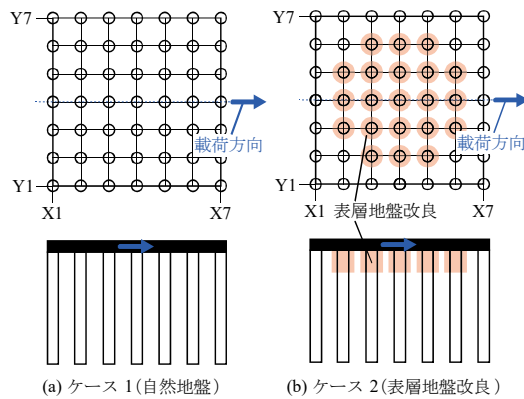 Y7
載荷方向
Y1
X1
X7
Y7
載荷方向
Y1
X1
X7
表層地盤改良
(a) ケース 1(自然地盤)
(b) ケース 2(表層地盤改良)